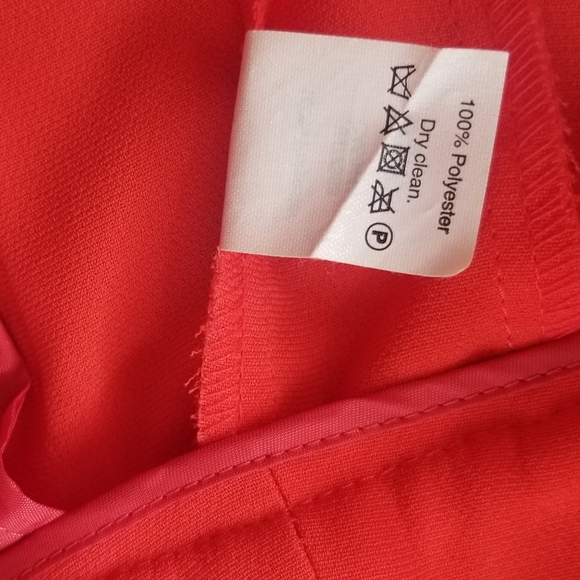 100% Polyester
Dry clean.
P